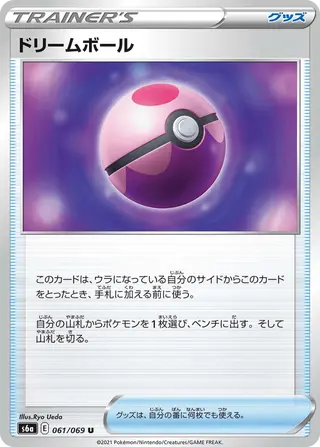 TRAINER'S グッズ
ドリームボール
このカードは、ウラになっている自分のサイドからこのカード
をとったとき、手札に加える前に使う。
自分の山札からポケモンを1枚選び、ベンチに出す。そして
山札を切る。
Illus.Ryo Ueda
s6a E 061/069 U
グッズは、自分の番に何枚でも使える。
©2021 Pokémon/Nintendo/Creatures/GAME FREAK.